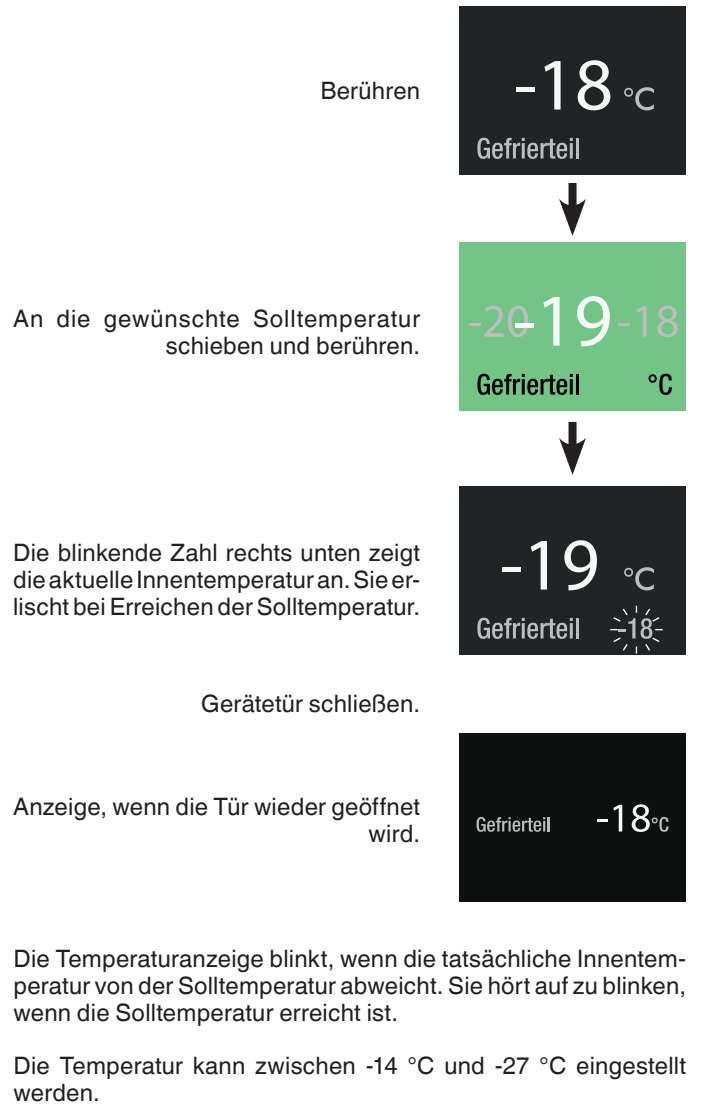 Berühren
-18 °C
Gefrierteil
An die gewünschte Solltemperatur
schieben und berühren.
-20 -19 -18
Gefrierteil °C
Die blinkende Zahl rechts unten zeigt
die aktuelle Innentemperatur an. Sie er-
lischt bei Erreichen der Solltemperatur.
-19 °C
Gefrierteil -18
Gerätetür schließen.
Anzeige, wenn die Tür wieder geöffnet
wird.
Gefrierteil -18°C
Die Temperaturanzeige blinkt, wenn die tatsächliche Innentem-
peratur von der Solltemperatur abweicht. Sie hört auf zu blinken,
wenn die Solltemperatur erreicht ist.
Die Temperatur kann zwischen -14 °C und -27 °C eingestellt
werden.